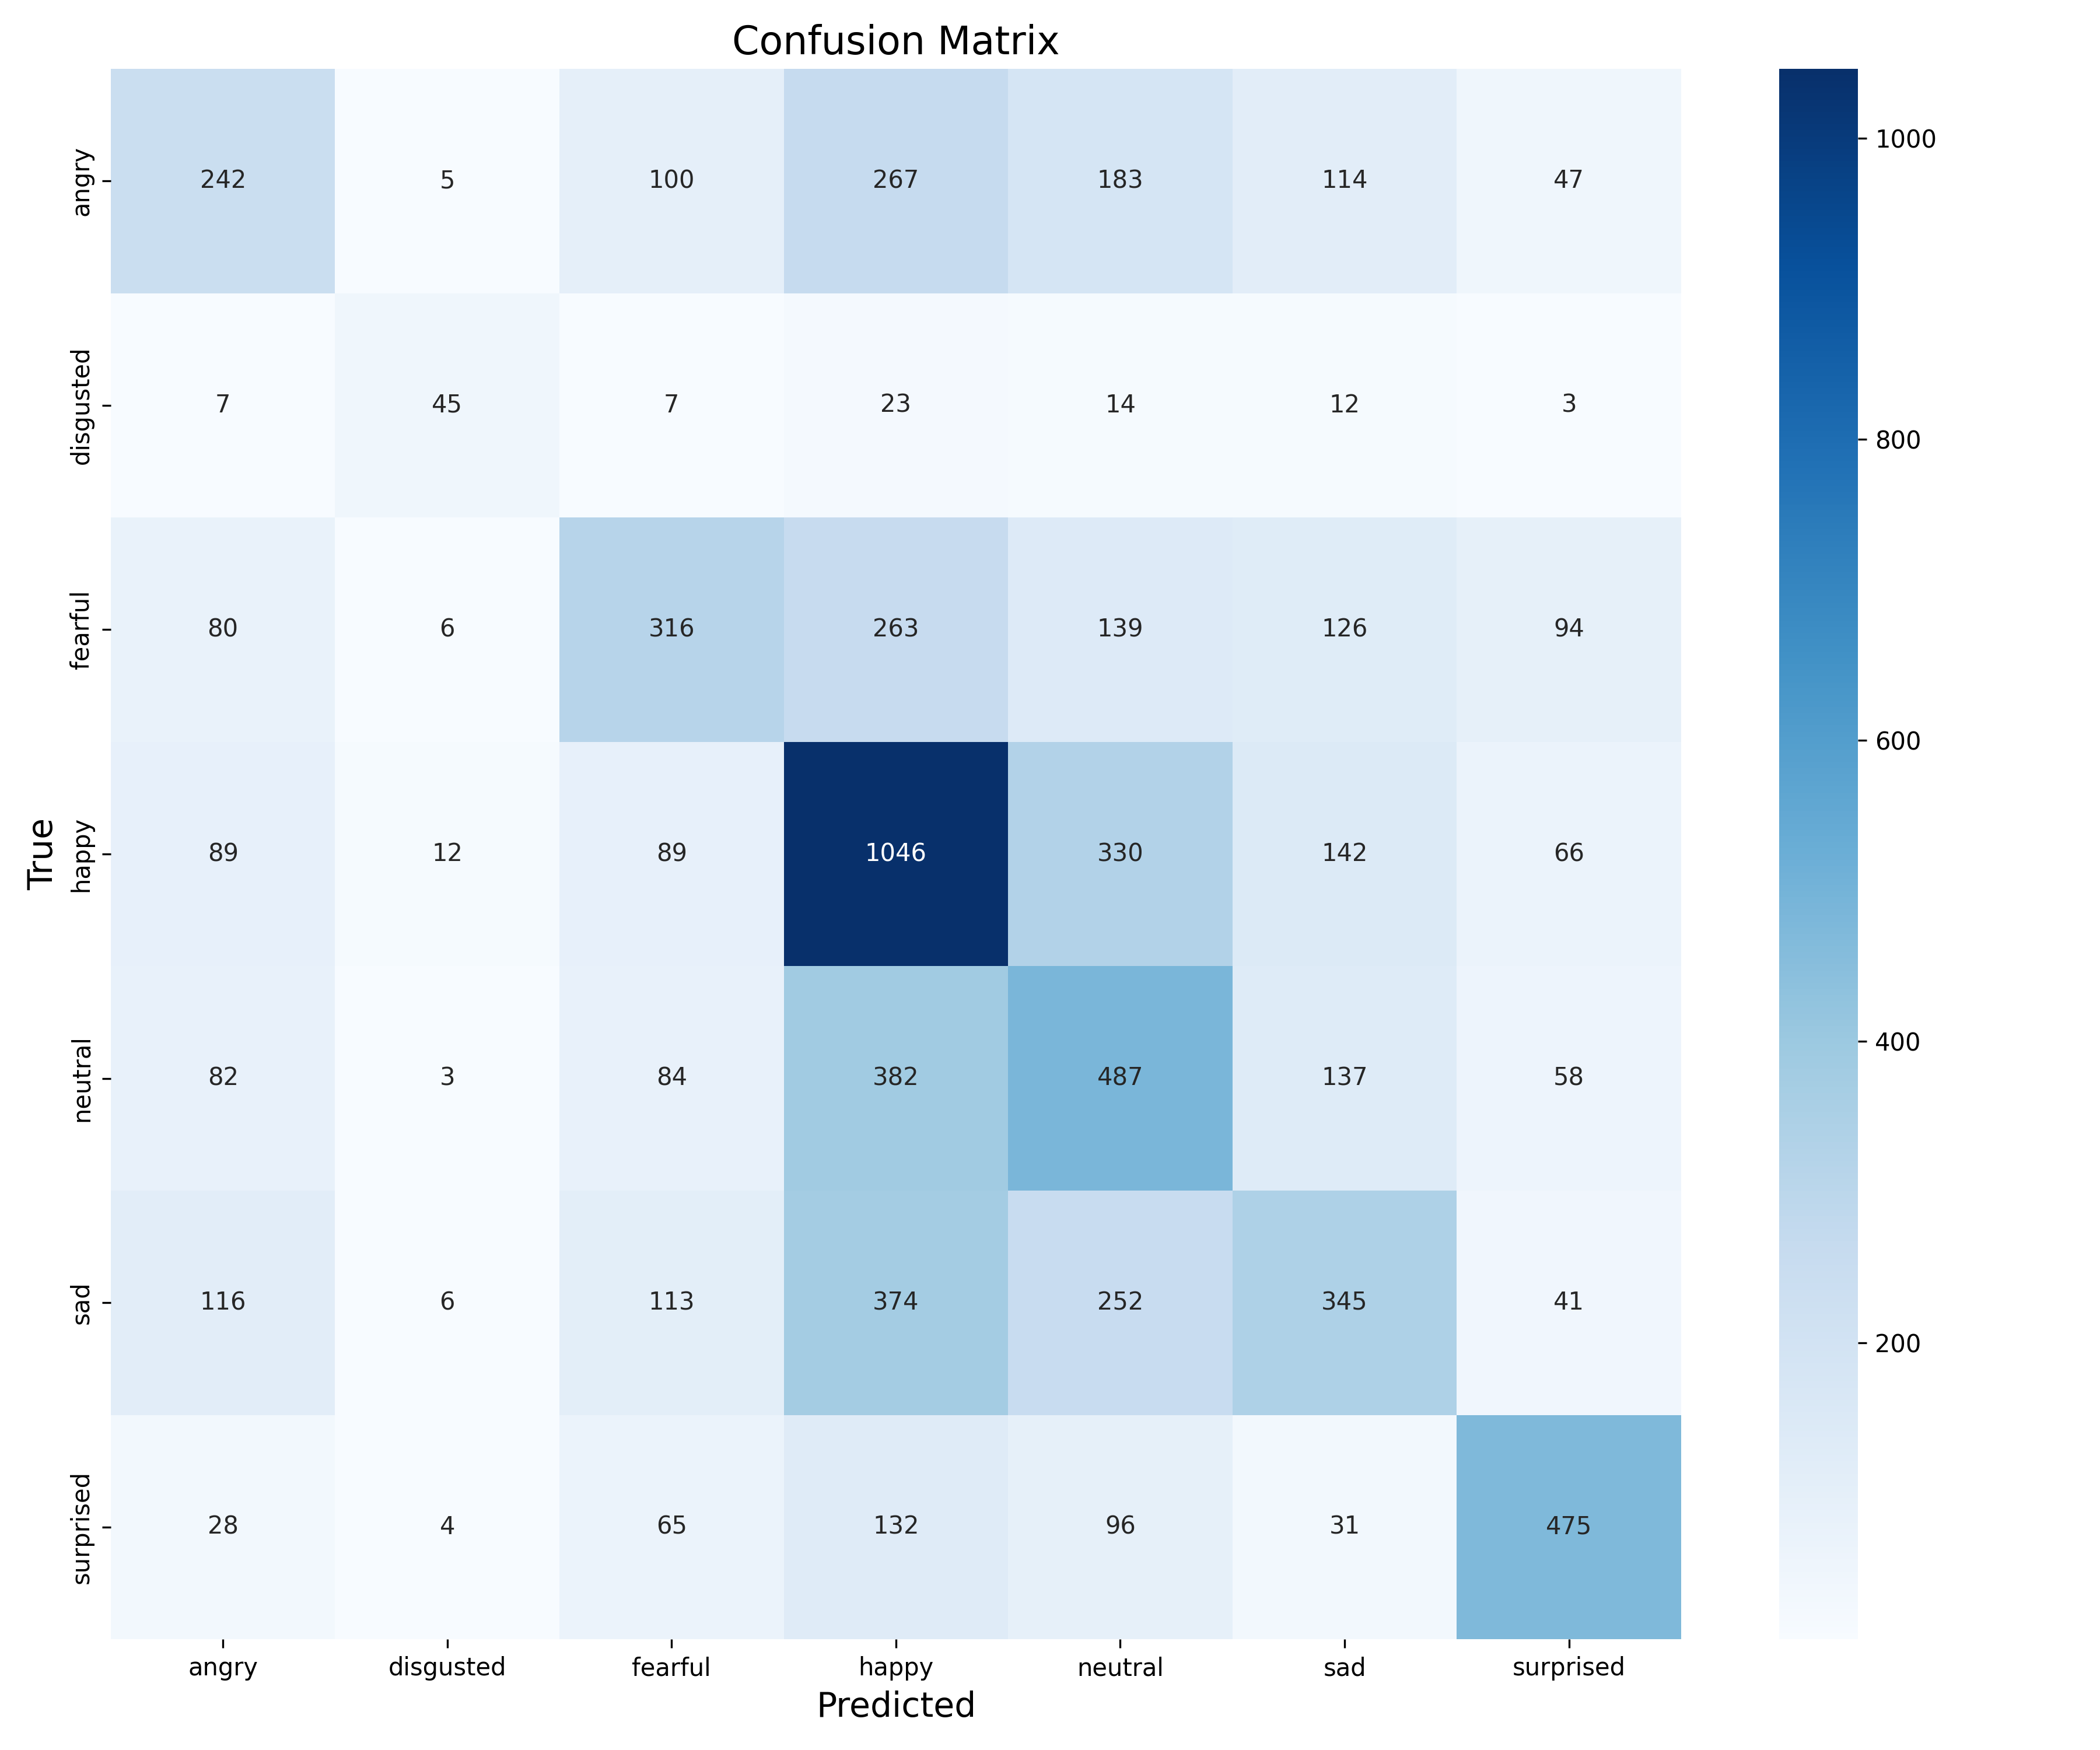 Confusion Matrix
True
angry 242 5 100 267 183 114 47
disgusted 7 45 7 23 14 12 3
fearful 80 6 316 263 139 126 94
happy 89 12 89 1046 330 142 66
neutral 82 3 84 382 487 137 58
sad 116 6 113 374 252 345 41
surprised 28 4 65 132 96 31 475
angry disgusted fearful happy neutral sad surprised
Predicted
1000
800
600
400
200